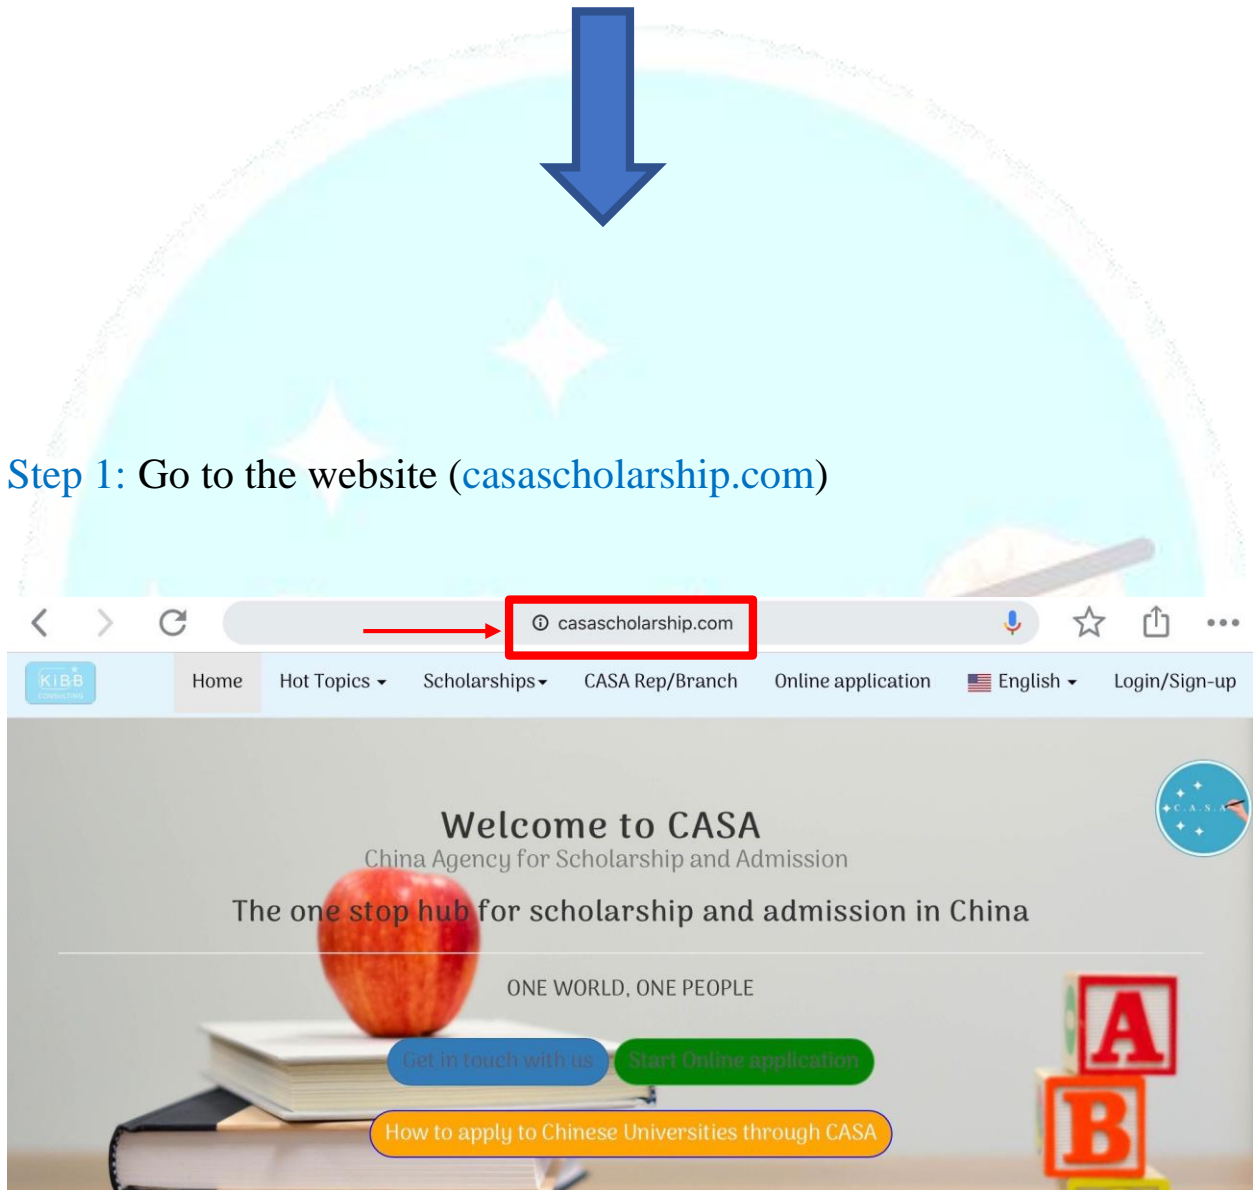 Step 1: Go to the website (casascholarship.com)
casascholarship.com
KiBB
CONSULTING
Home Hot Topics Scholarships CASA Rep/Branch Online application English Login/Sign-up
Welcome to CASA
China Agency for Scholarship and Admission
C.A.S.A
The one stop hub for scholarship and admission in China
ONE WORLD, ONE PEOPLE
Get in touch with us Start Online application
How to apply to Chinese Universities through CASA
A
B